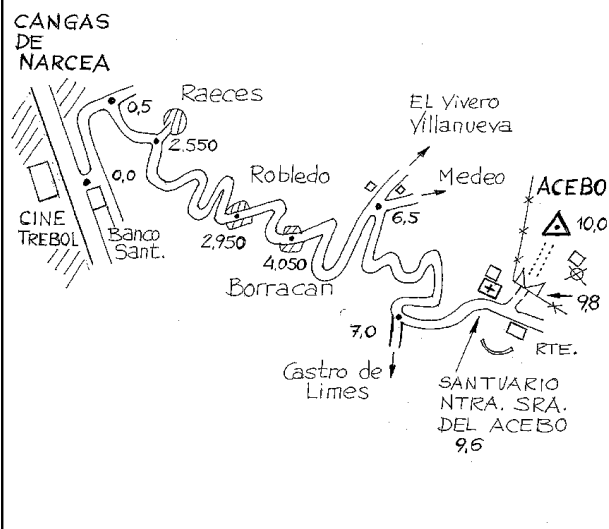 CANGAS
DE
NARCEA
0,5
Raeces
2,550
0,0
CINE
TREBOL
Banco
Sant.
Robledo
2,950
4,050
Borracan
EL Vivero
Villanueva
Medeo
6,5
ACEBO
10,0
9,8
7,0
RTE.
Castro de
Limes
SANTUARIO
NTRA. SRA.
DEL ACEBO
9,6